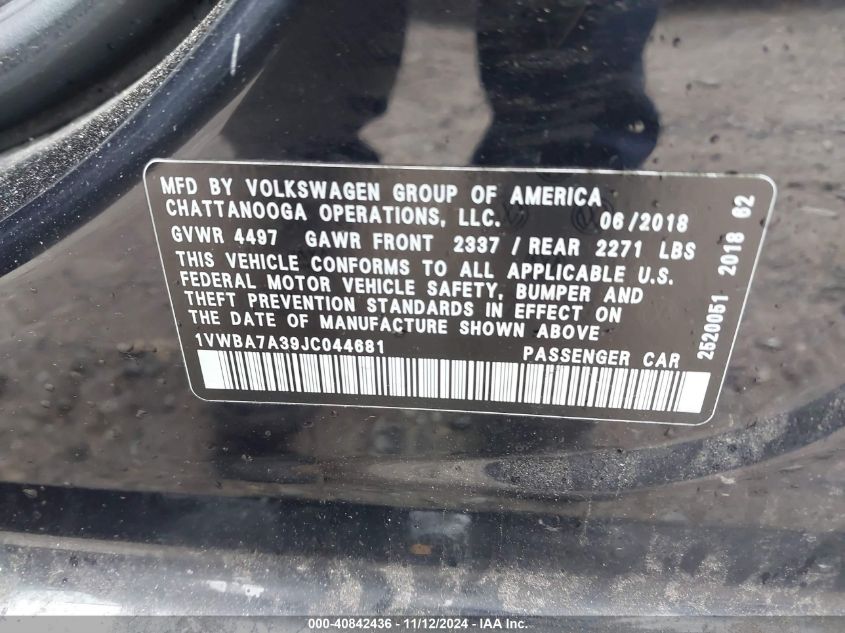 MFD BY VOLKSWAGEN GROUP OF AMERICA
CHATTANOOGA OPERATIONS, LLC. 06/2018
GVWR 4497 GAWR FRONT 2337 / REAR 2271 LBS
THIS VEHICLE CONFORMS TO ALL APPLICABLE U.S.
FEDERAL MOTOR VEHICLE SAFETY, BUMPER AND
THEFT PREVENTION STANDARDS IN EFFECT ON
THE DATE OF MANUFACTURE SHOWN ABOVE
1VWBA7A39JC044681 PASSENGER CAR
2520051 2018 62
000-40842436 - 11/12/2024 - IAA Inc.